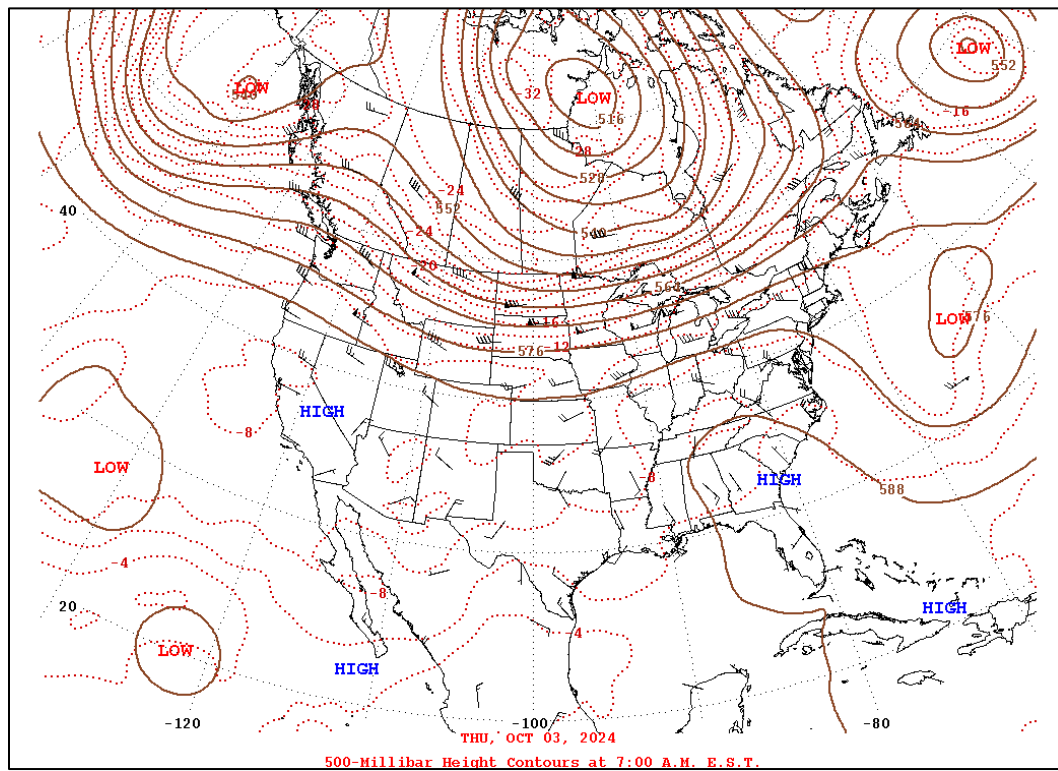 LOW
LOW
552
-32
LOW
516
-16
-28
528
-24
552
40
-24
540
-20
564
LOW
576
-16
-12
576
HIGH
-8
LOW
-8
HIGH
588
-4
-8
20
HIGH
4
LOW
HIGH
-120
-100
-80
THU, OCT 03, 2024
500-Millibar Height Contours at 7:00 A.M. E.S.T.